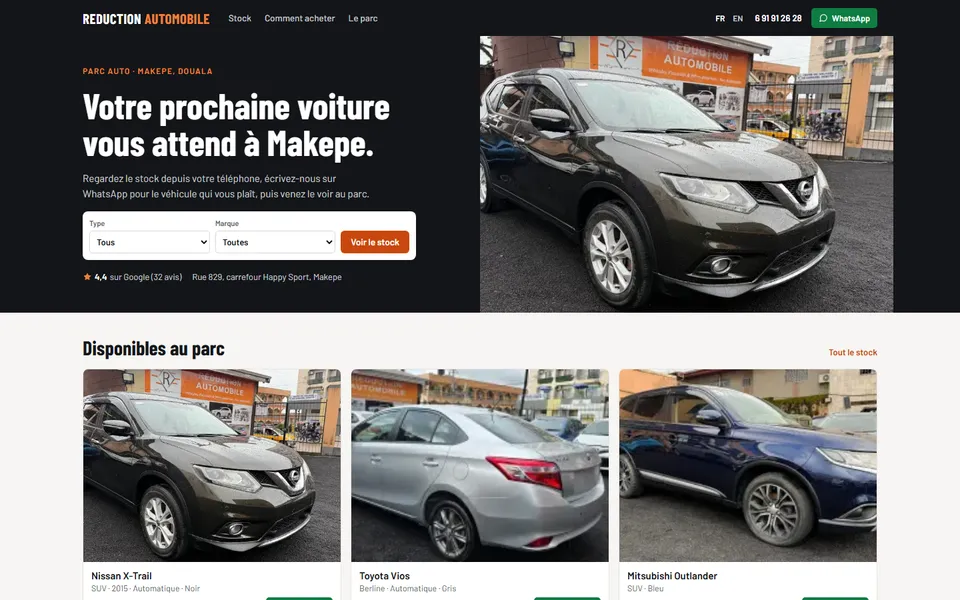 REDUCTION AUTOMOBILE
Stock
Comment acheter
Le parc
FR
EN
6 91 91 26 28
WhatsApp
PARC AUTO · MAKEPE, DOUALA
Votre prochaine voiture
vous attend à Makepe.
Regardez le stock depuis votre téléphone, écrivez-nous sur
WhatsApp pour le véhicule qui vous plaît, puis venez le voir au parc.
Type
Marque
Tous
Toutes
Voir le stock
4,4 sur Google (32 avis)
Rue 829, carrefour Happy Sport, Makepe
R
REDUCTION
AUTOMOBILE
Disponibles au parc
Tout le stock
R
REDUCTION
AUTOMOBILE
AUTOMOBILE
Nissan X-Trail
SUV · 2015 · Automatique · Noir
Toyota Vios
Berline · Automatique · Gris
Mitsubishi Outlander
SUV · Bleu